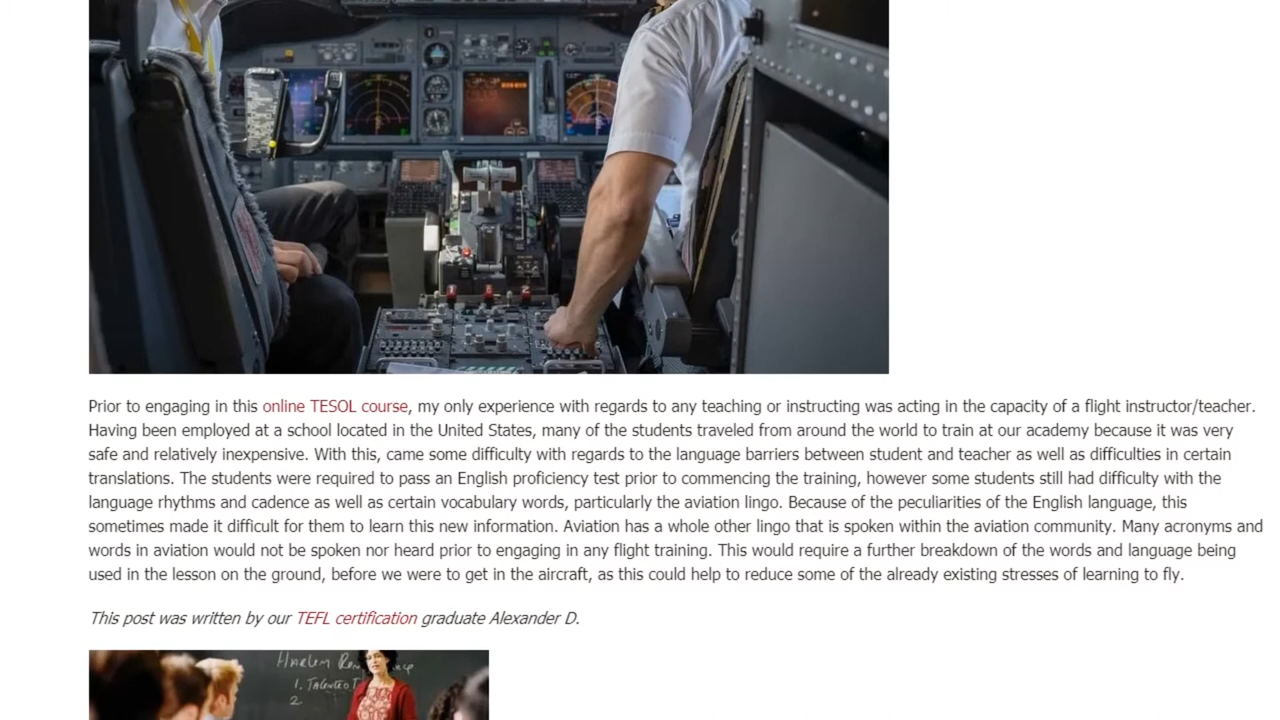 Prior to engaging in this online TESOL course, my only experience with regards to any teaching or instructing was acting in the capacity of a flight instructor/teacher.
Having been employed at a school located in the United States, many of the students traveled from around the world to train at our academy because it was very
safe and relatively inexpensive. With this, came some difficulty with regards to the language barriers between student and teacher as well as difficulties in certain
translations. The students were required to pass an English proficiency test prior to commencing the training, however some students still had difficulty with the
language rhythms and cadence as well as certain vocabulary words, particularly the aviation lingo. Because of the peculiarities of the English language, this
sometimes made it difficult for them to learn this new information. Aviation has a whole other lingo that is spoken within the aviation community. Many acronyms and
words in aviation would not be spoken nor heard prior to engaging in any flight training. This would require a further breakdown of the words and language being
used in the lesson on the ground, before we were to get in the aircraft, as this could help to reduce some of the already existing stresses of learning to fly.
This post was written by our TEFL certification graduate Alexander D.
Harlem
1.
2